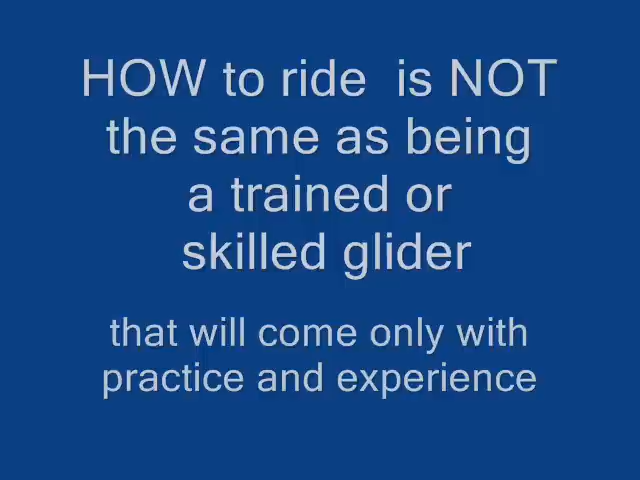 HOW to ride  is NOT
the same as being
a trained or
skilled glider
that will come only with
practice and experience